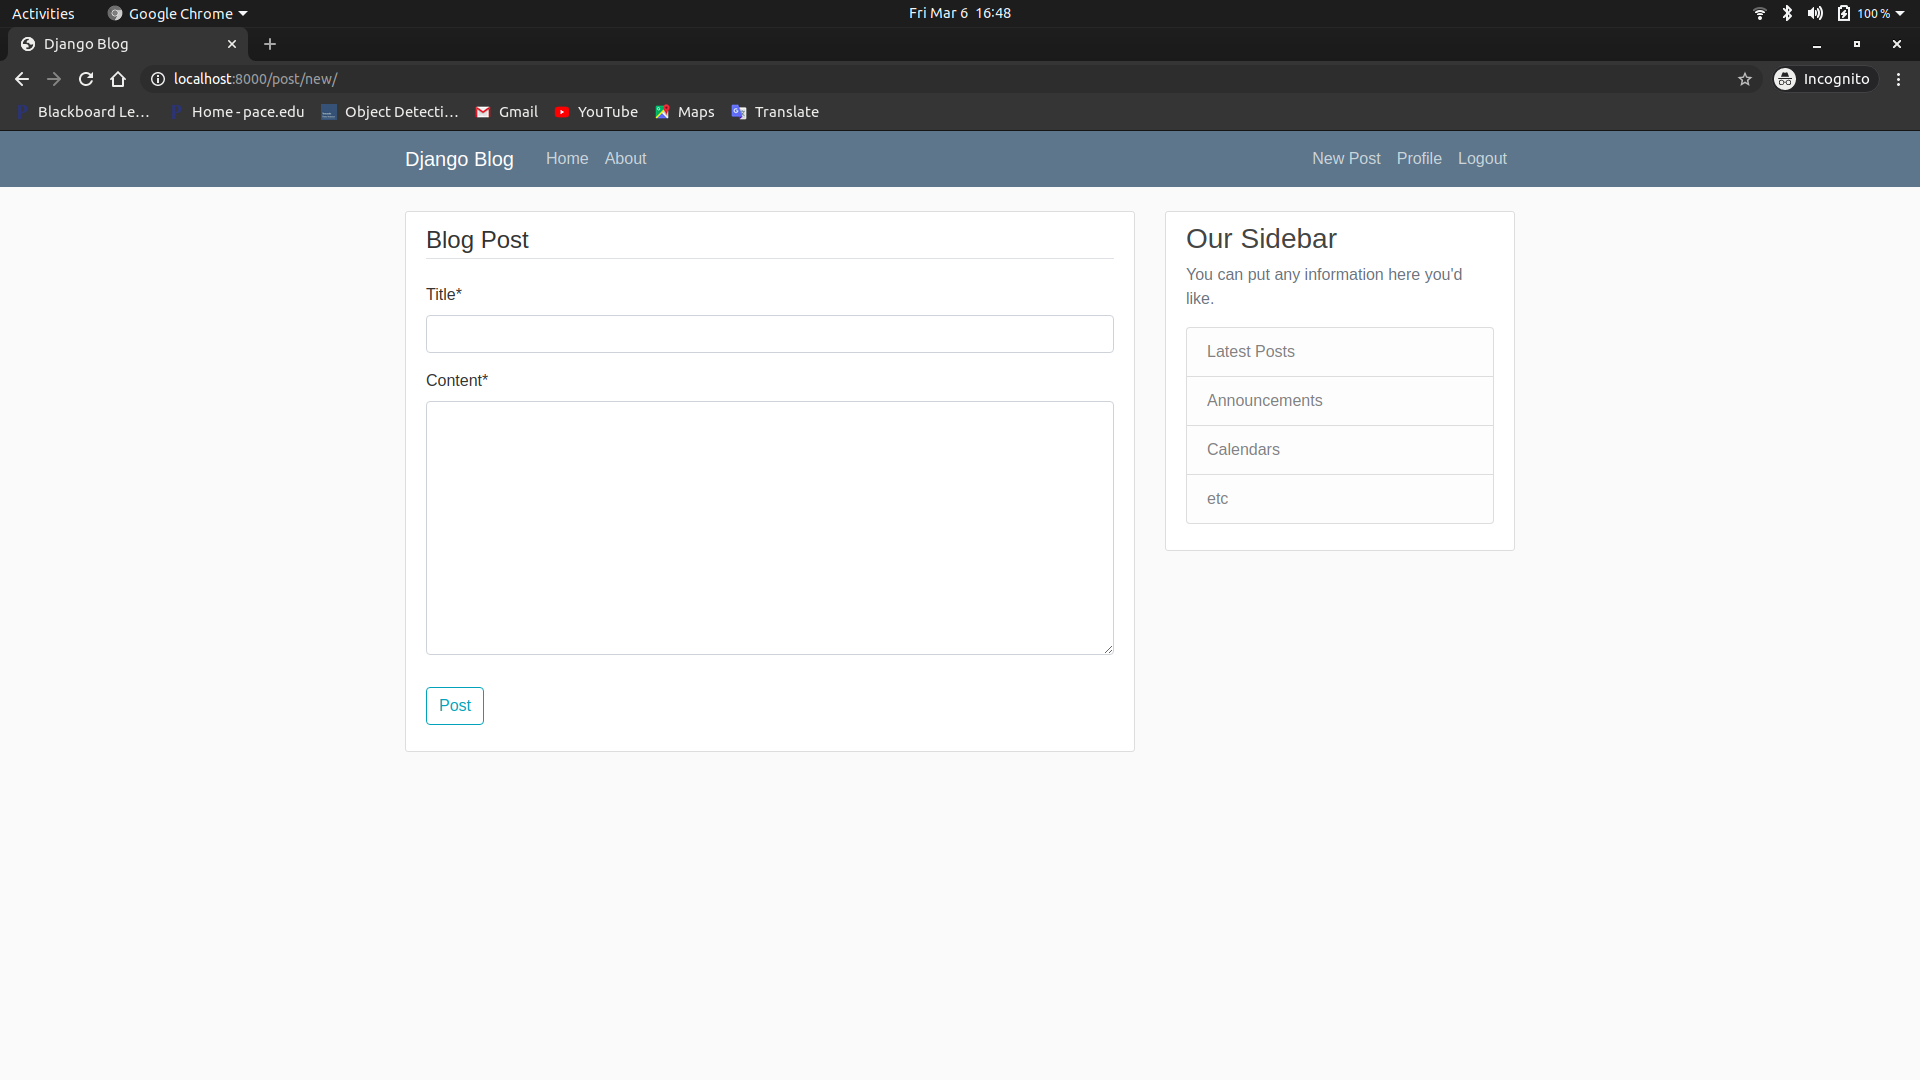 Activities Google Chrome Fri Mar 6 16:48 100 %
Django Blog
localhost:8000/post/new/ Incognito
Blackboard Le… Home - pace.edu Object Detecti… Gmail YouTube Maps Translate
Django Blog Home About New Post Profile Logout
Blog Post
Title*
Content*
Post
Our Sidebar
You can put any information here you'd
like.
Latest Posts
Announcements
Calendars
etc